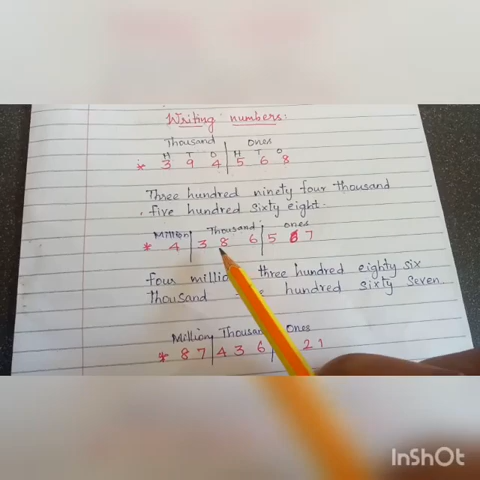 Writing numbers:
Thousand Ones
H T O H T O
* 3 9 4 5 6 8
Three hundred ninety four thousand
, five hundred sixty eight.
Million Thousand Ones
* 4 3 8 6 5 6 7
four million three hundred eighty six
thousand hundred sixty seven
Million Thousand Ones
* 8 7 4 3 6 2 1
InShOt